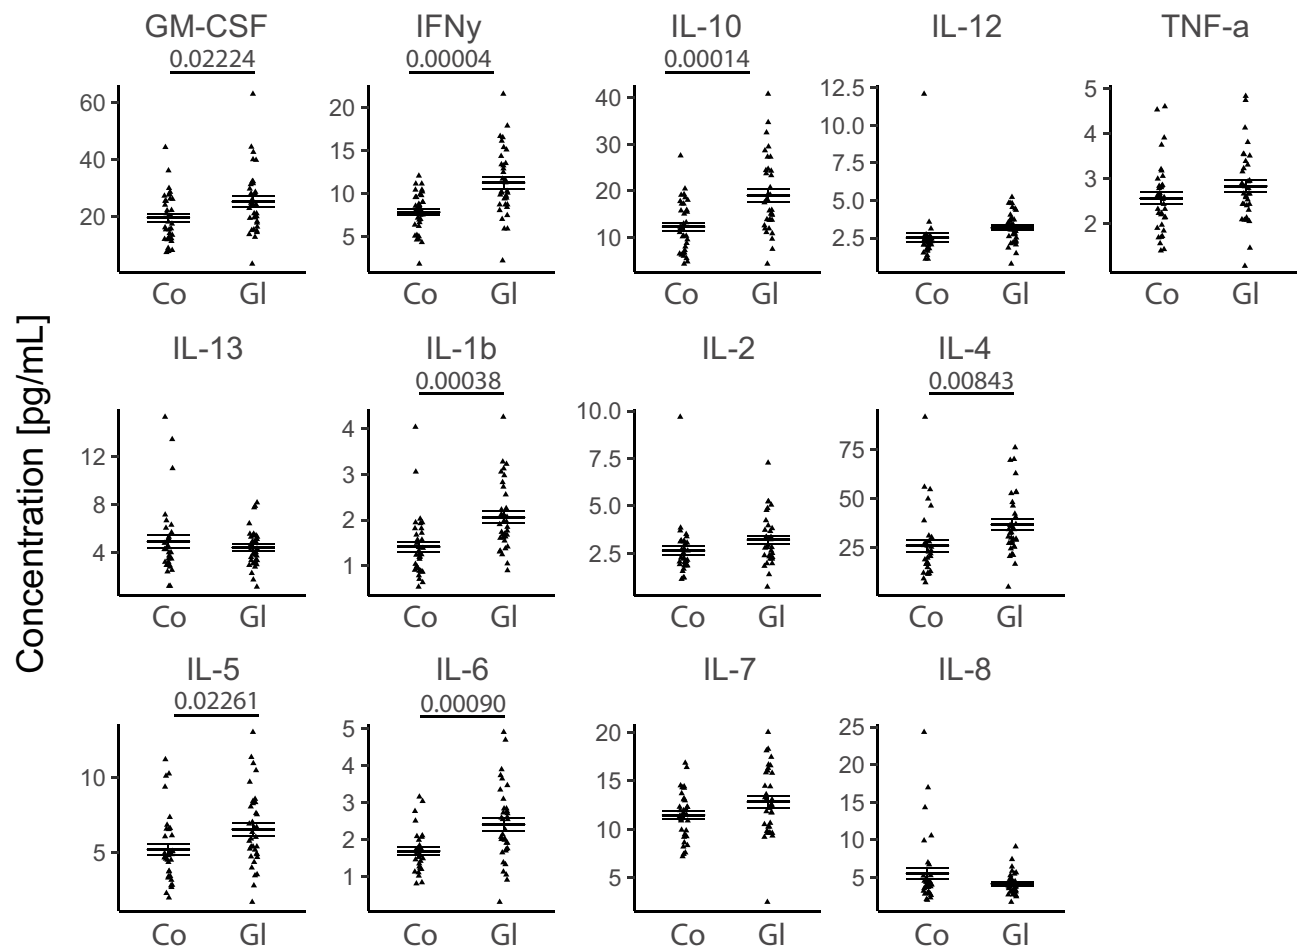 GM-CSF IFNy IL-10 IL-12 TNF-a
0.02224 0.00004 0.00014
60 40 20
20 15 10 5
40 30 20 10
12.5 10.0 7.5 5.0 2.5
5 4 3 2
Co Gl Co Gl Co Gl Co Gl Co Gl
Concentration [pg/mL]
IL-13 IL-1b IL-2 IL-4
0.00038 0.00843
12 8 4
4 3 2 1
10.0 7.5 5.0 2.5
75 50 25
Co Gl Co Gl Co Gl Co Gl
IL-5 IL-6 IL-7 IL-8
0.02261 0.00090
10 5
5 4 3 2 1
20 15 10 5
25 20 15 10 5
Co Gl Co Gl Co Gl Co Gl